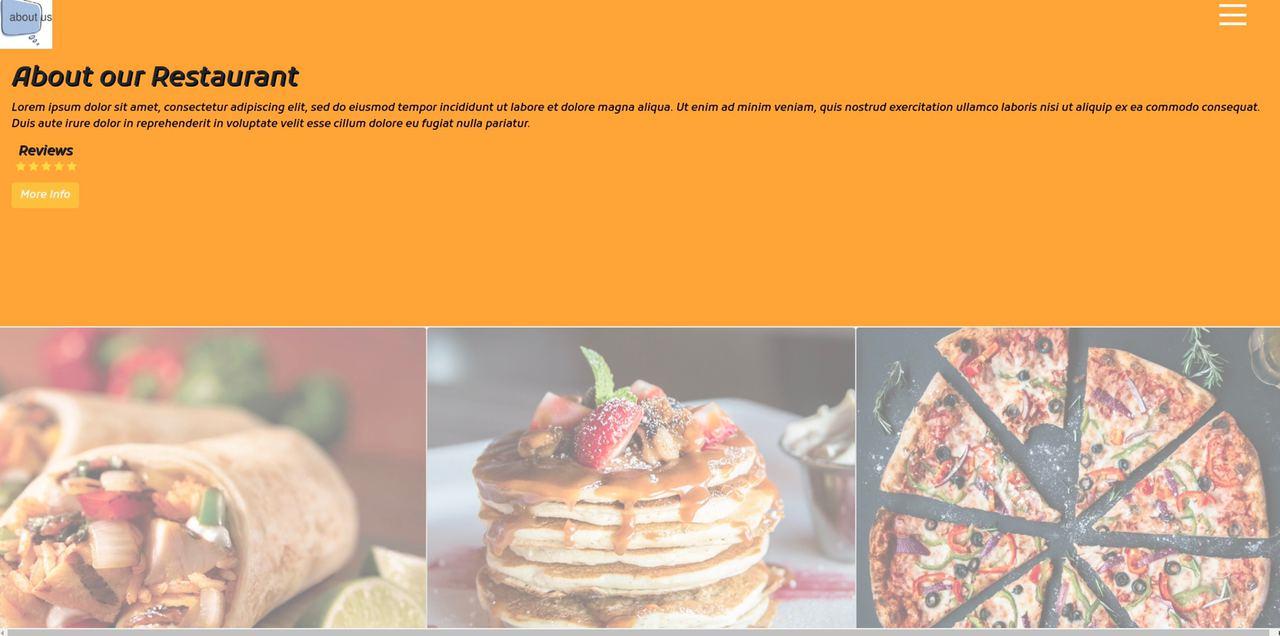 about us
About our Restaurant
Lorem ipsum dolor sit amet, consectetur adipiscing elit, sed do eiusmod tempor incididunt ut labore et dolore magna aliqua. Ut enim ad minim veniam, quis nostrud exercitation ullamco laboris nisi ut aliquip ex ea commodo consequat.
Duis aute irure dolor in reprehenderit in voluptate velit esse cillum dolore eu fugiat nulla pariatur.
Reviews
More Info